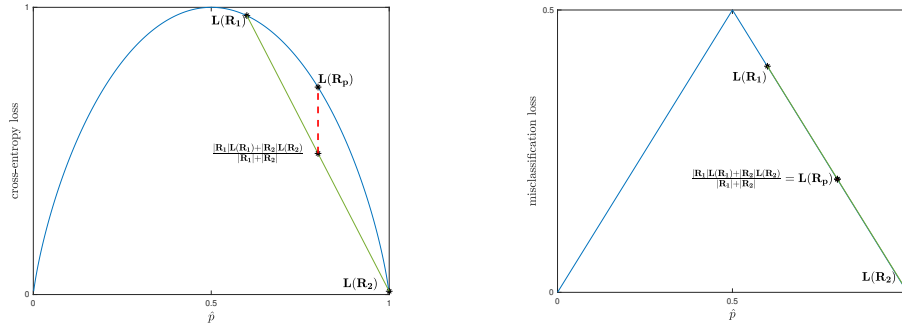 1
L(R₁)
L(Rₚ)
|R₁|L(R₁)+|R₂|L(R₂)
|R₁|+|R₂|
L(R₂)
0
0
0.5
1
p̂
cross-entropy loss
0.5
L(R₁)
|R₁|L(R₁)+|R₂|L(R₂)
|R₁|+|R₂|
= L(Rₚ)
L(R₂)
0
0
0.5
p̂
misclassification loss